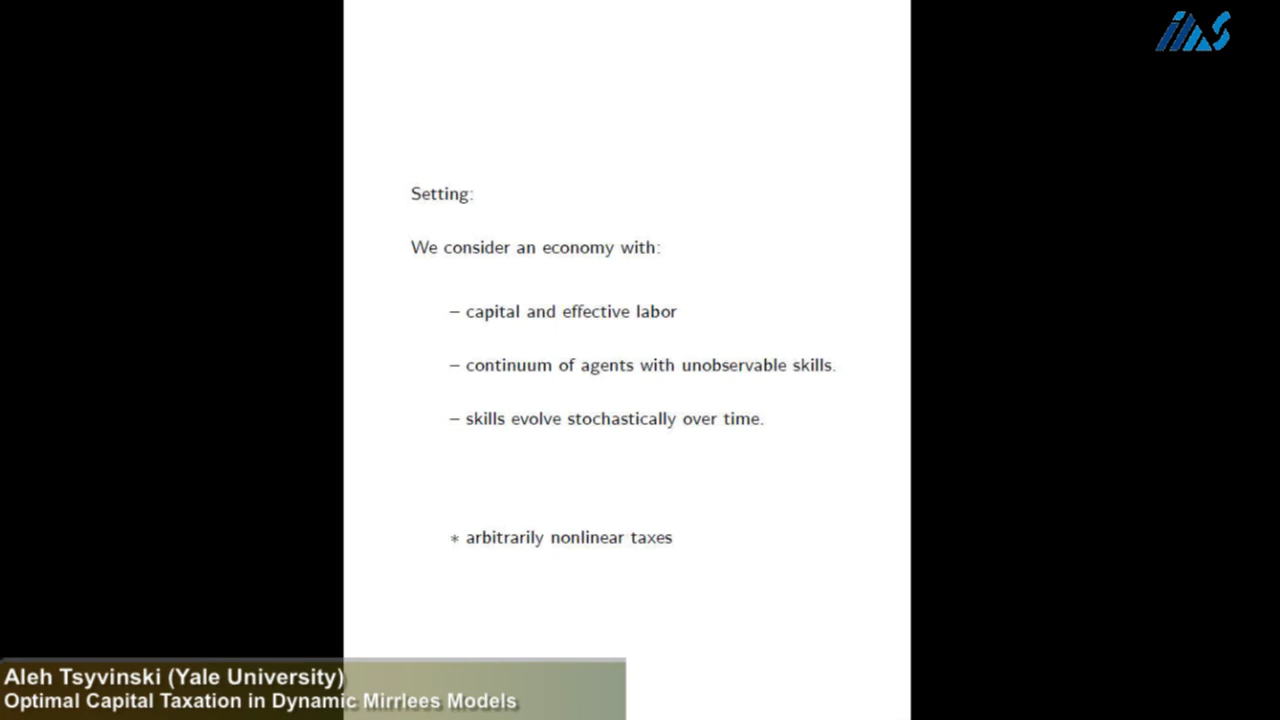 IMS
Setting:
We consider an economy with:
– capital and effective labor
– continuum of agents with unobservable skills.
– skills evolve stochastically over time.
∗ arbitrarily nonlinear taxes
Aleh Tsyvinski (Yale University)
Optimal Capital Taxation in Dynamic Mirrlees Models